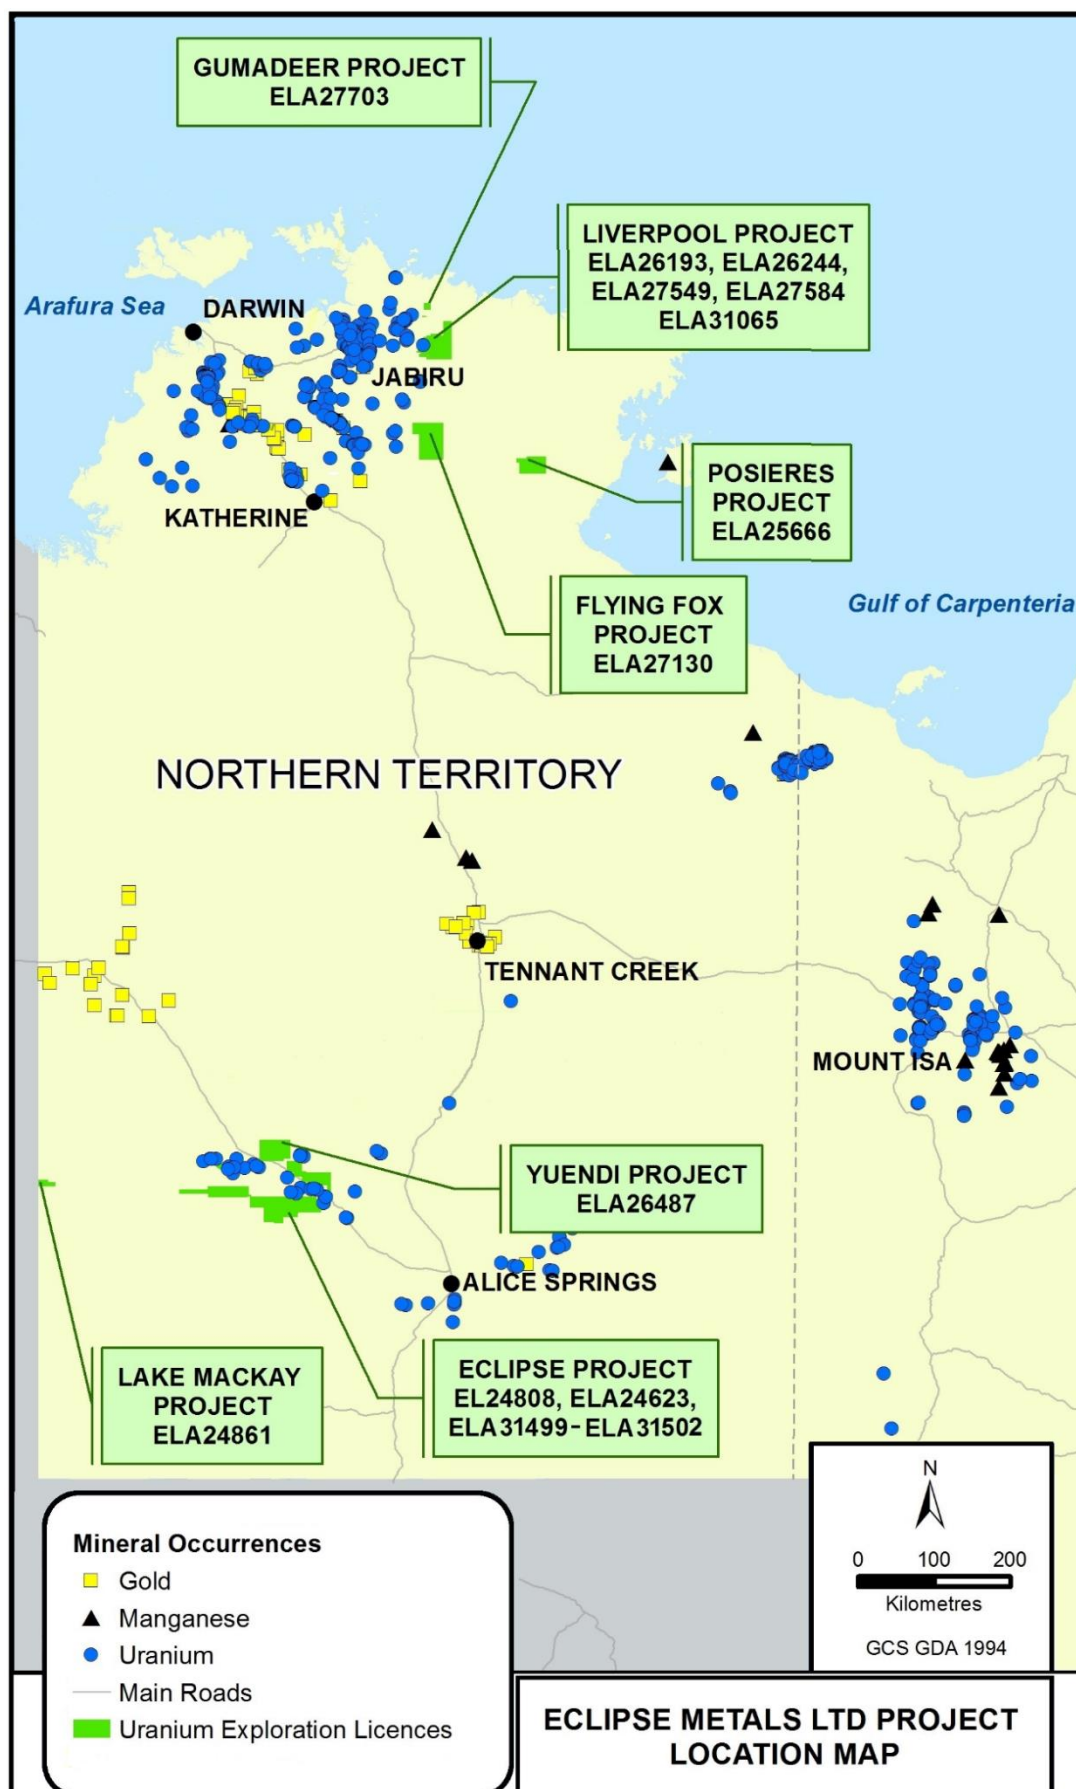 GUMADEER PROJECT
ELA27703
LIVERPOOL PROJECT
ELA26193, ELA26244,
ELA27549, ELA27584
ELA31065
Arafura Sea
DARWIN
JABIRU
POSIERES
PROJECT
ELA25666
KATHERINE
FLYING FOX
PROJECT
ELA27130
Gulf of Carpenteria
NORTHERN TERRITORY
TENNANT CREEK
MOUNT ISA
YUENDI PROJECT
ELA26487
ALICE SPRINGS
LAKE MACKAY
PROJECT
ELA24861
ECLIPSE PROJECT
EL24808, ELA24623,
ELA31499-ELA31502
Mineral Occurrences
Gold
Manganese
Uranium
Main Roads
Uranium Exploration Licences
N
0 100 200
Kilometres
GCS GDA 1994
ECLIPSE METALS LTD PROJECT
LOCATION MAP